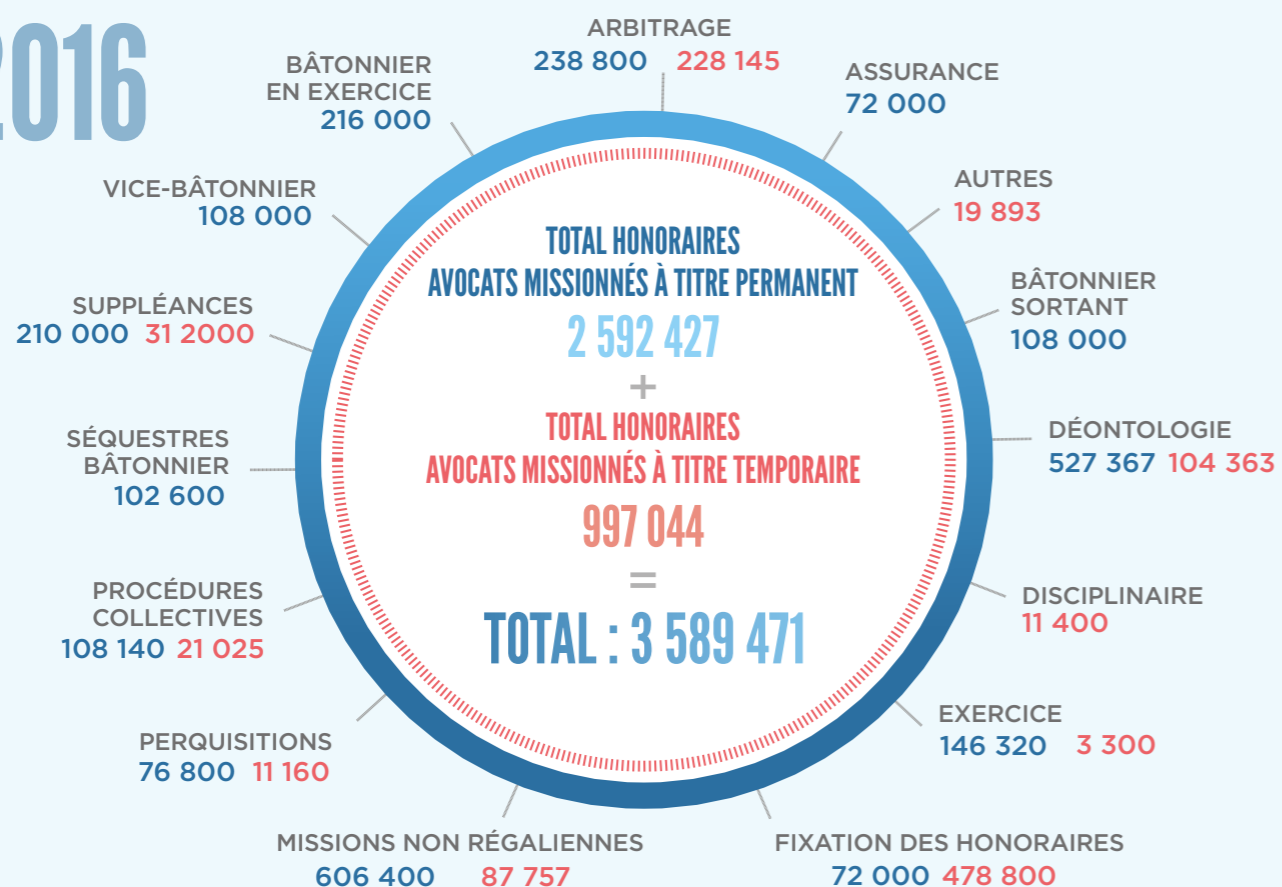 2016
ARBITRAGE
238 800 228 145
ASSURANCE
72 000
AUTRES
19 893
BÂTONNIER
SORTANT
108 000
DÉONTOLOGIE
527 367 104 363
DISCIPLINAIRE
11 400
EXERCICE
146 320 3 300
FIXATION DES HONORAIRES
72 000 478 800
MISSIONS NON RÉGALIENNES
606 400 87 757
PERQUISITIONS
76 800 11 160
PROCÉDURES
COLLECTIVES
108 140 21 025
SÉQUESTRES
BÂTONNIER
102 600
SUPPLÉANCES
210 000 31 2000
VICE-BÂTONNIER
108 000
BÂTONNIER
EN EXERCICE
216 000
TOTAL HONORAIRES
AVOCATS MISSIONNÉS À TITRE PERMANENT
2 592 427
+
TOTAL HONORAIRES
AVOCATS MISSIONNÉS À TITRE TEMPORAIRE
997 044
=
TOTAL : 3 589 471